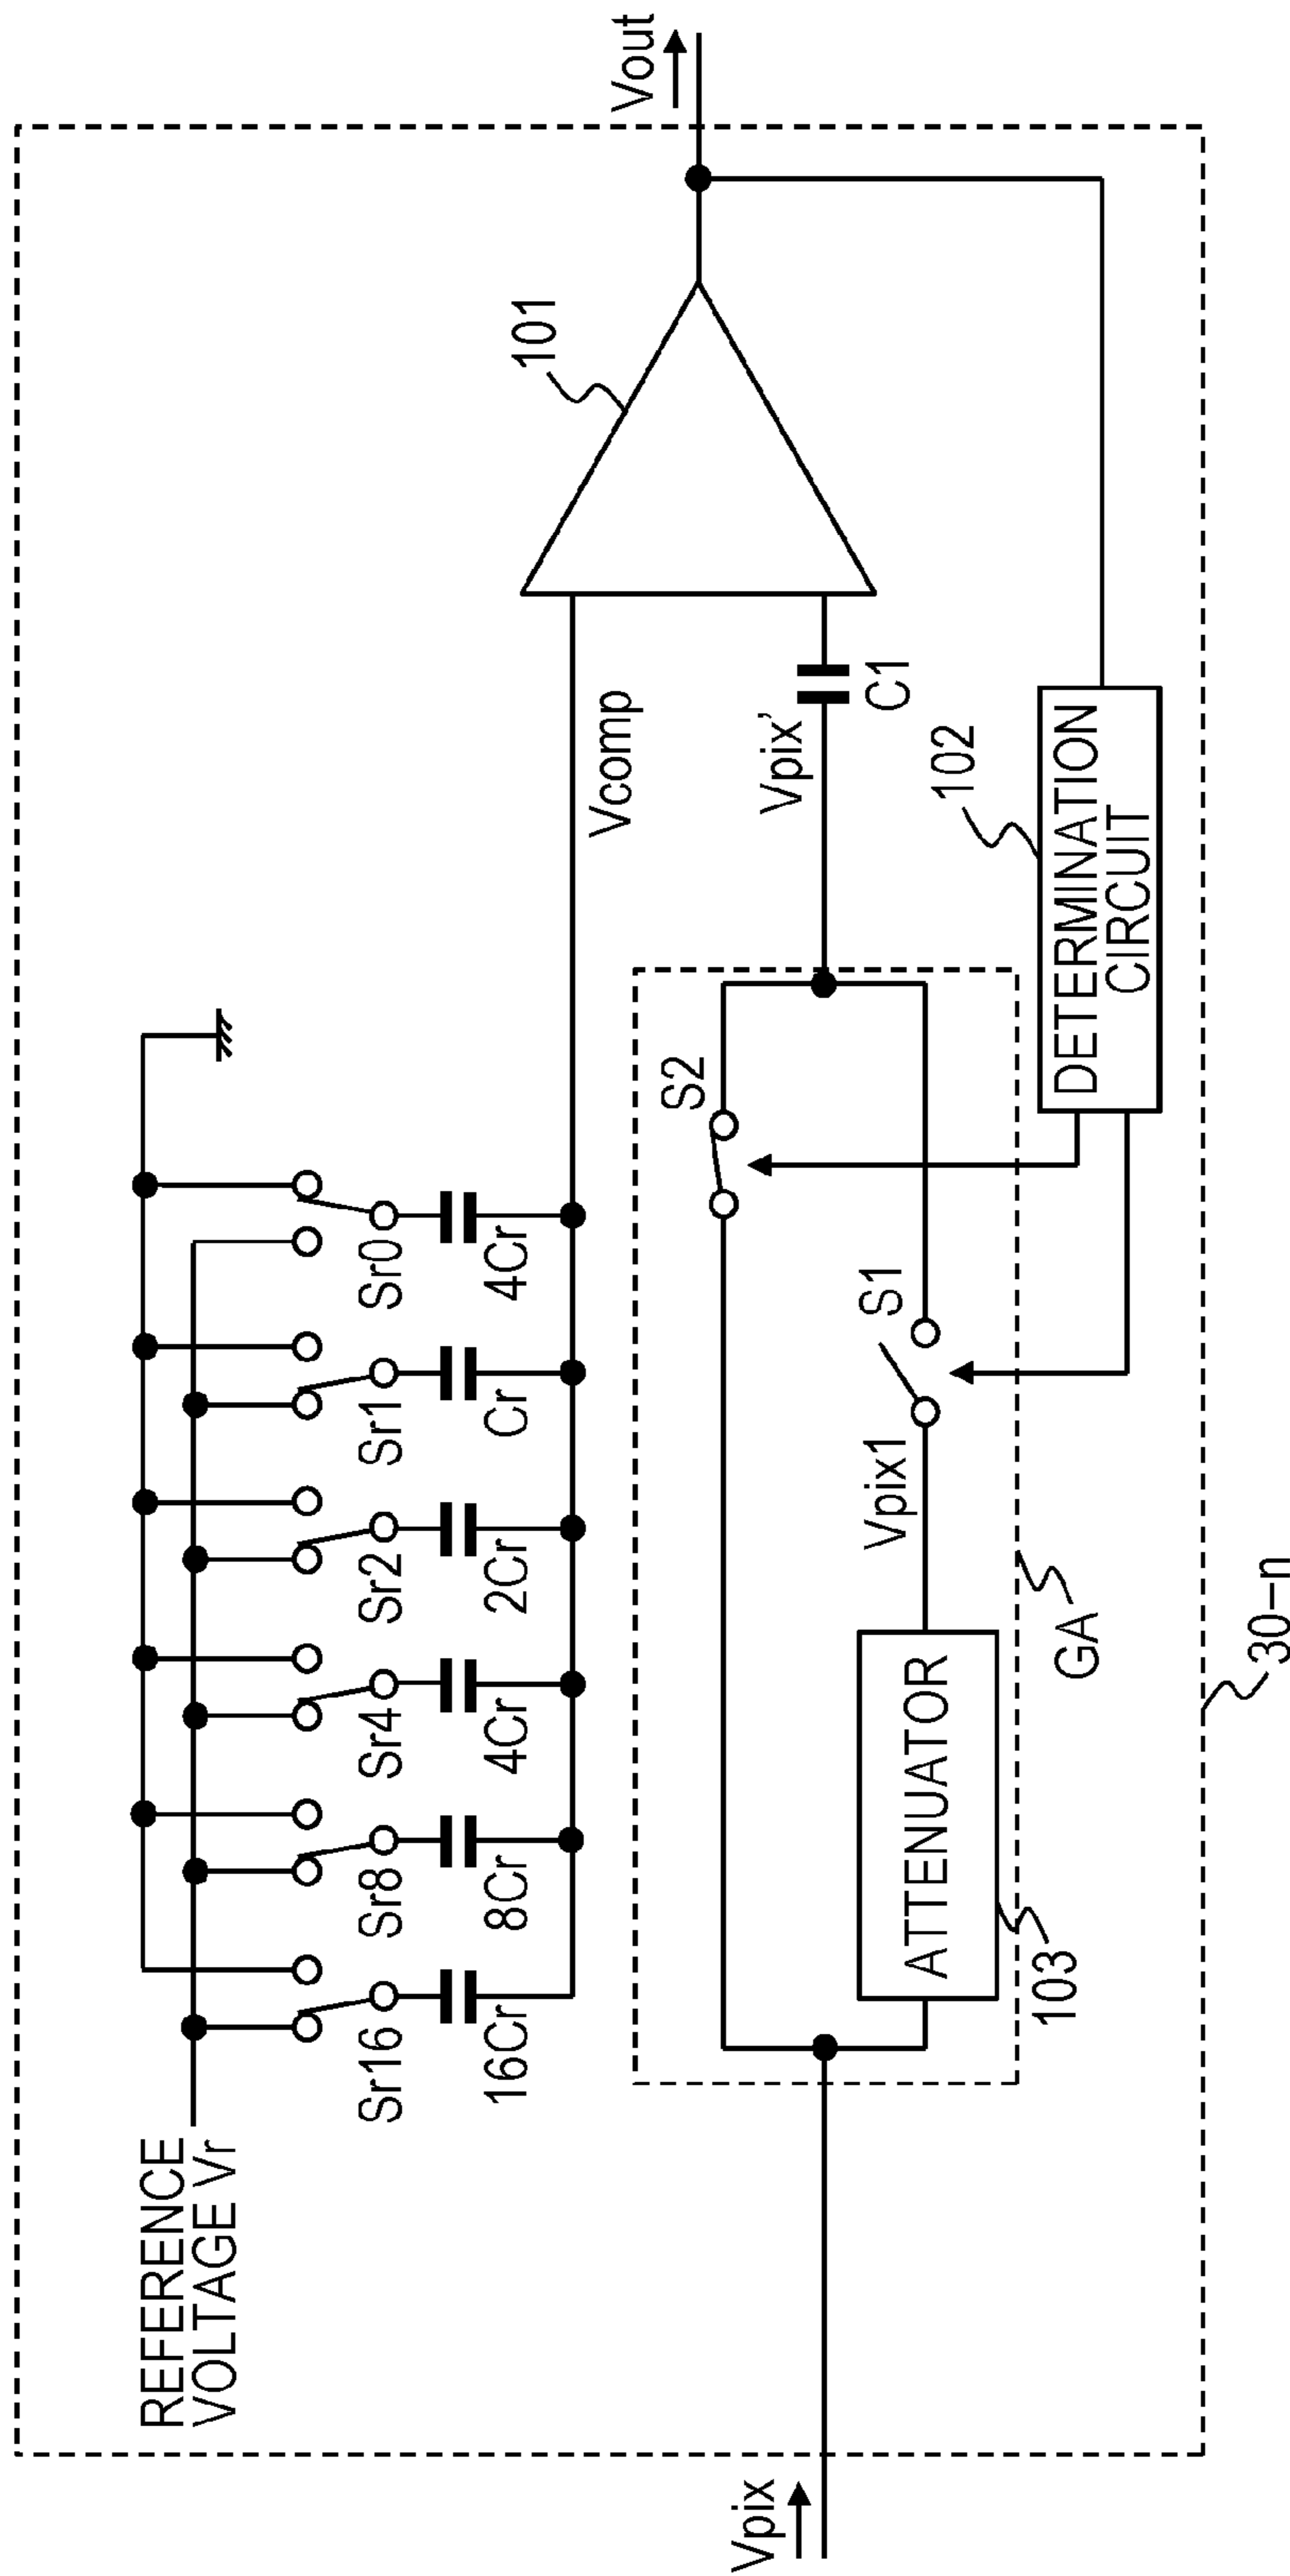 REFERENCE
VOLTAGE Vr
Sr16
Sr8
Sr4
Sr2
Sr1
Sr0
16Cr
8Cr
4Cr
2Cr
Cr
4Cr
Vcomp
101
Vout
Vpix
S2
Vpix'
C1
ATTENUATOR
103
Vpix1
S1
GA
102
DETERMINATION
CIRCUIT
30-n